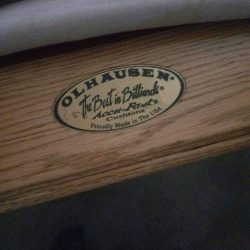 OLHAUSEN®
The Best in Billiards®
Accu-Fast®
Cushions
Proudly Made In The USA